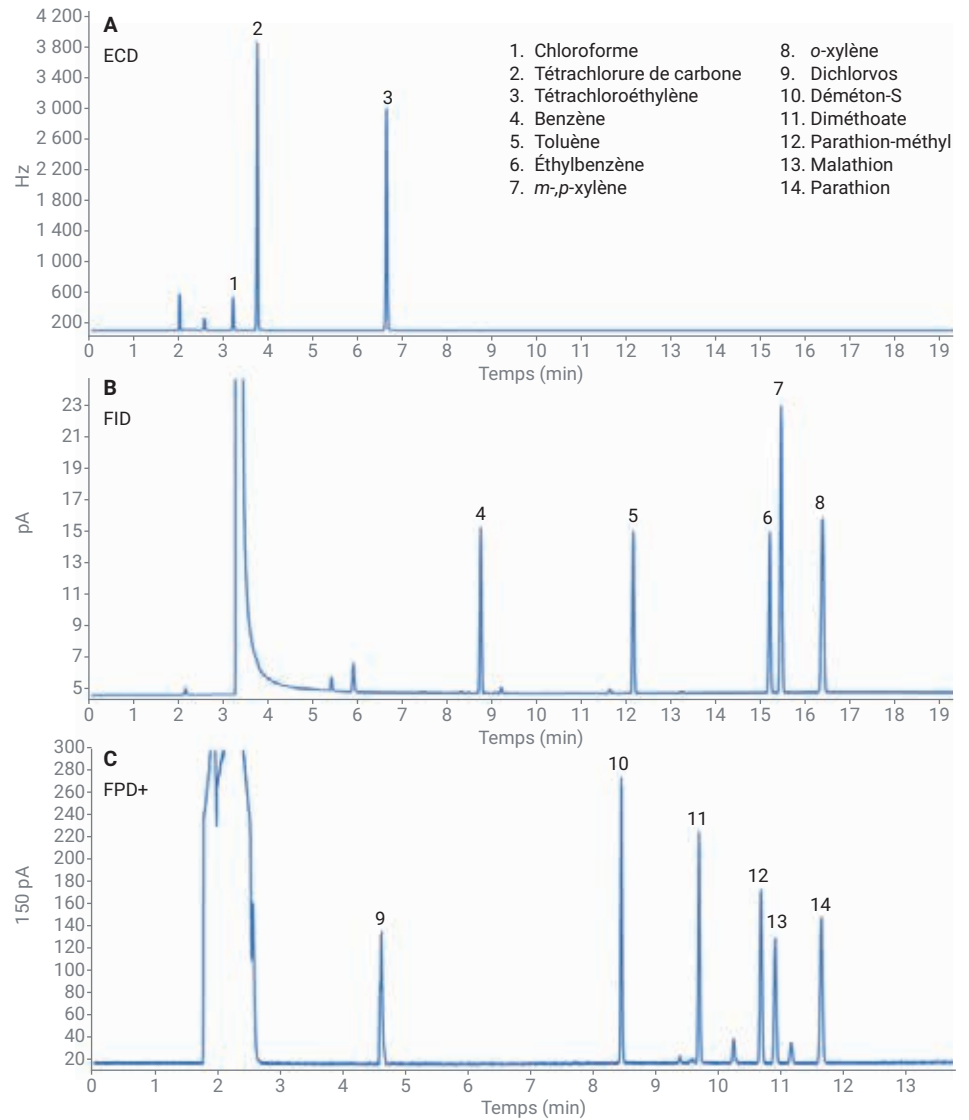 A
ECD
4 200
3 800
3 400
3 000
2 600
2 200
1 800
1 400
1 000
600
200
Hz
1
2
3
1. Chloroforme
2. Tétrachlorure de carbone
3. Tétrachloroéthylène
4. Benzène
5. Toluène
6. Éthylbenzène
7. m-,p-xylène
8. o-xylène
9. Dichlorvos
10. Déméton-S
11. Diméthoate
12. Parathion-méthyl
13. Malathion
14. Parathion
0 1 2 3 4 5 6 7 8 9 10 11 12 13 14 15 16 17 18 19
Temps (min)
B
FID
23
21
19
17
15
13
11
9
7
5
pA
4
5
6
7
8
0 1 2 3 4 5 6 7 8 9 10 11 12 13 14 15 16 17 18 19
Temps (min)
C
FPD+
300
280
260
240
220
200
180
160
140
120
100
80
60
40
20
150 pA
9
10
11
12
13
14
0 1 2 3 4 5 6 7 8 9 10 11 12 13
Temps (min)